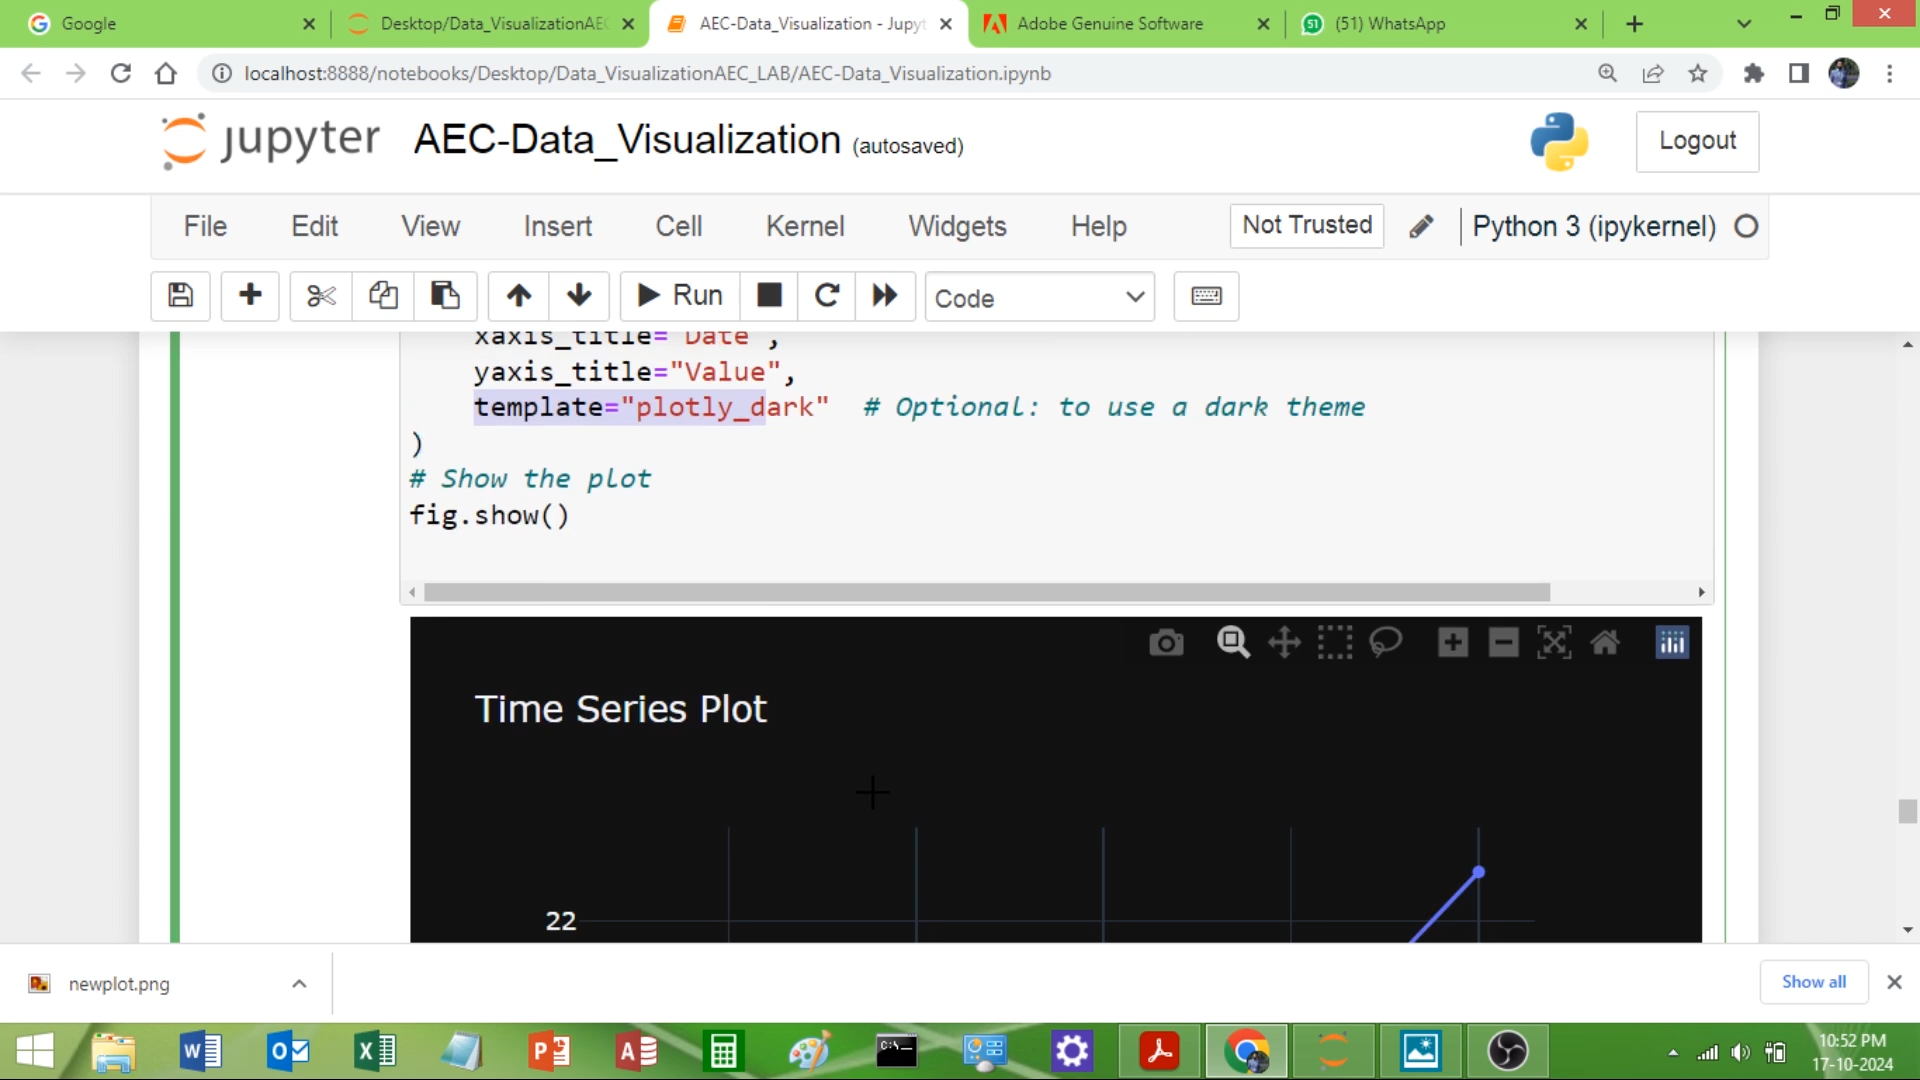 Google
Desktop/Data_VisualizationAEC
AEC-Data_Visualization - Jupyt
Adobe Genuine Software
51
(51) WhatsApp
localhost:8888/notebooks/Desktop/Data_VisualizationAEC_LAB/AEC-Data_Visualization.ipynb
jupyter AEC-Data_Visualization (autosaved)
Logout
File Edit View Insert Cell Kernel Widgets Help
Not Trusted
Python 3 (ipykernel)
Run
Code
xaxis_title="Date",
yaxis_title="Value",
template="plotly_dark" # Optional: to use a dark theme
)
# Show the plot
fig.show()
Time Series Plot
22
newplot.png
Show all
10:52 PM
17-10-2024